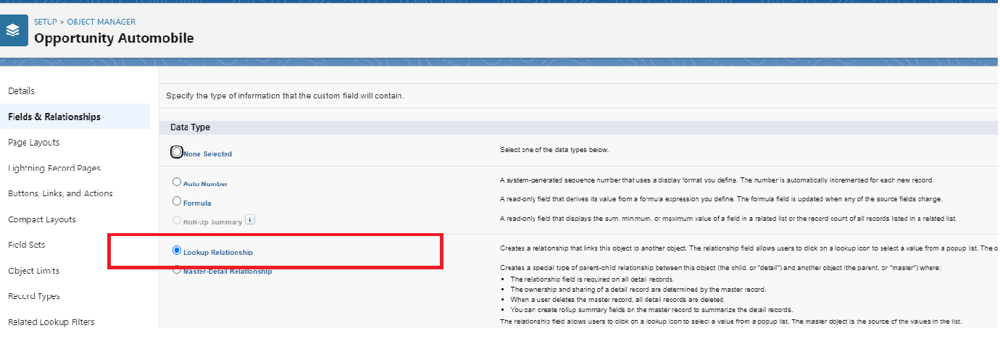 SETUP > OBJECT MANAGER
Opportunity Automobile
Details
Fields & Relationships
Page Layouts
Lightning Record Pages
Buttons, Links, and Actions
Compact Layouts
Field Sets
Object Limits
Record Types
Related Lookup Filters
Specify the type of information that the custom field will contain.
Data Type
None Selected
Select one of the data types below.
Auto Number
A system-generated sequence number that uses a display format you define. The number is automatically incremented for each new record.
Formula
A read-only field that derives its value from a formula expression you define. The formula field is updated when any of the source fields change.
Roll-Up Summary i
A read-only field that displays the sum, minimum, or maximum value of a field in a related list or the record count of all records listed in a related list.
Lookup Relationship
Creates a relationship that links this object to another object. The relationship field allows users to click on a lookup icon to select a value from a popup list. The o
Master-Detail Relationship
Creates a special type of parent-child relationship between this object (the child, or "detail") and another object (the parent, or "master") where:
• The relationship field is required on all detail records.
• The ownership and sharing of a detail record are determined by the master record.
• When a user deletes the master record, all detail records are deleted.
• You can create rollup summary fields on the master record to summarize the detail records.
The relationship field allows users to click on a lookup icon to select a value from a popup list. The master object is the source of the values in the list.